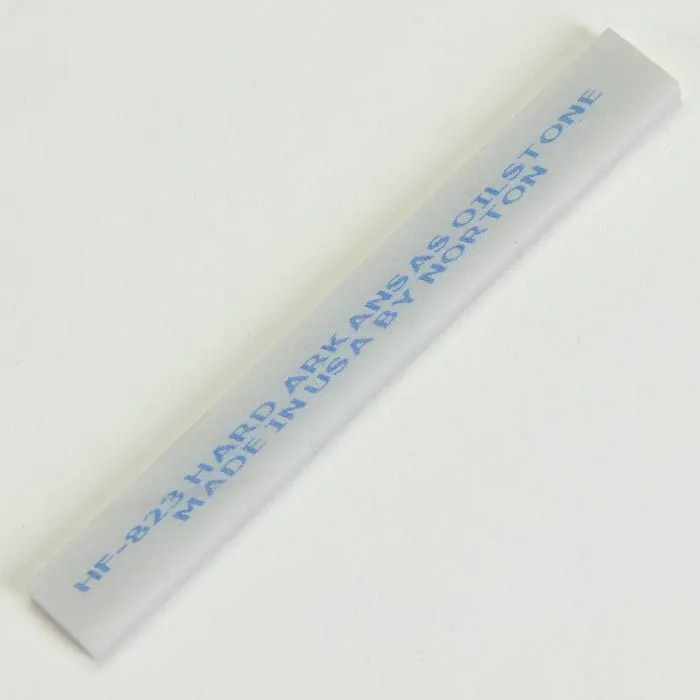 HF-823 HARD ARKANSAS OILSTONE
MADE IN USA BY NORTON